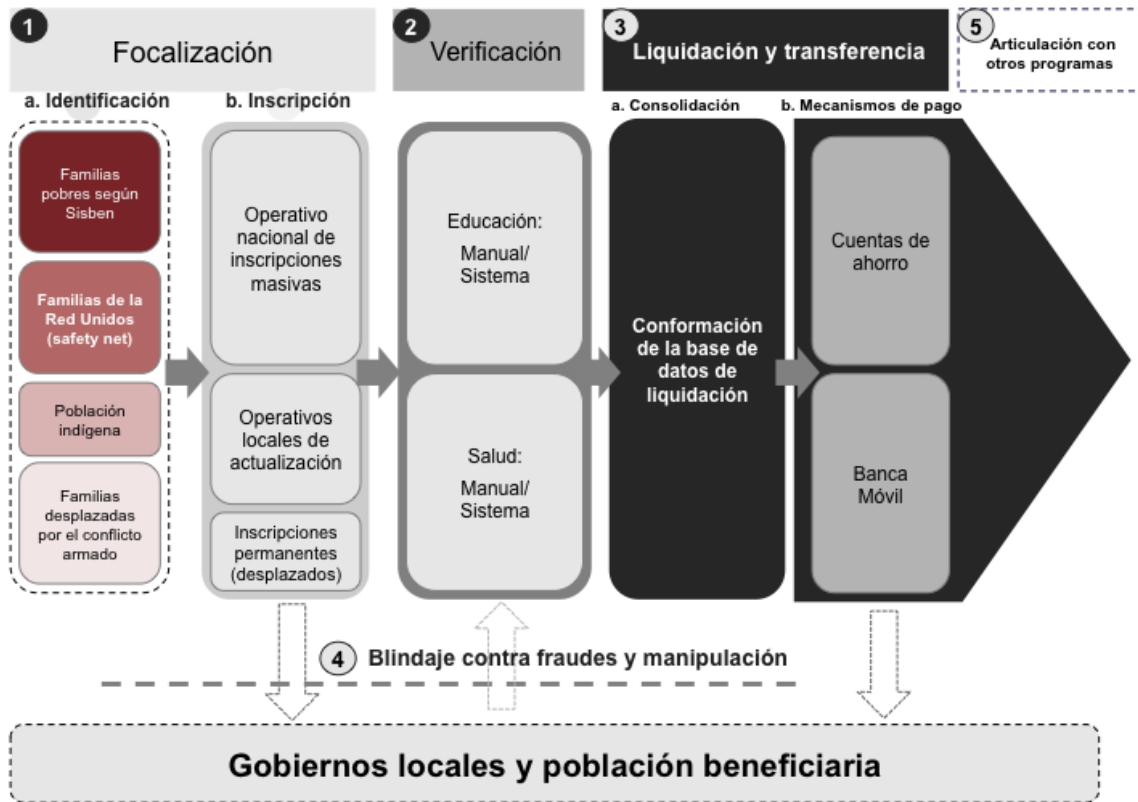 1
Focalización
2
Verificación
3
Liquidación y transferencia
5
Articulación con
otros programas
a. Identificación
b. Inscripción
a. Consolidación
b. Mecanismos de pago
Familias
pobres según
Sisben
Familias de la
Red Unidos
(safety net)
Población
indígena
Familias
desplazadas
por el conflicto
armado
Operativo
nacional de
inscripciones
masivas
Operativos
locales de
actualización
Inscripciones
permanentes
(desplazados)
Educación:
Manual/
Sistema
Salud:
Manual/
Sistema
Conformación
de la base de
datos de
liquidación
Cuentas de
ahorro
Banca
Móvil
4
Blindaje contra fraudes y manipulación
Gobiernos locales y población beneficiaria